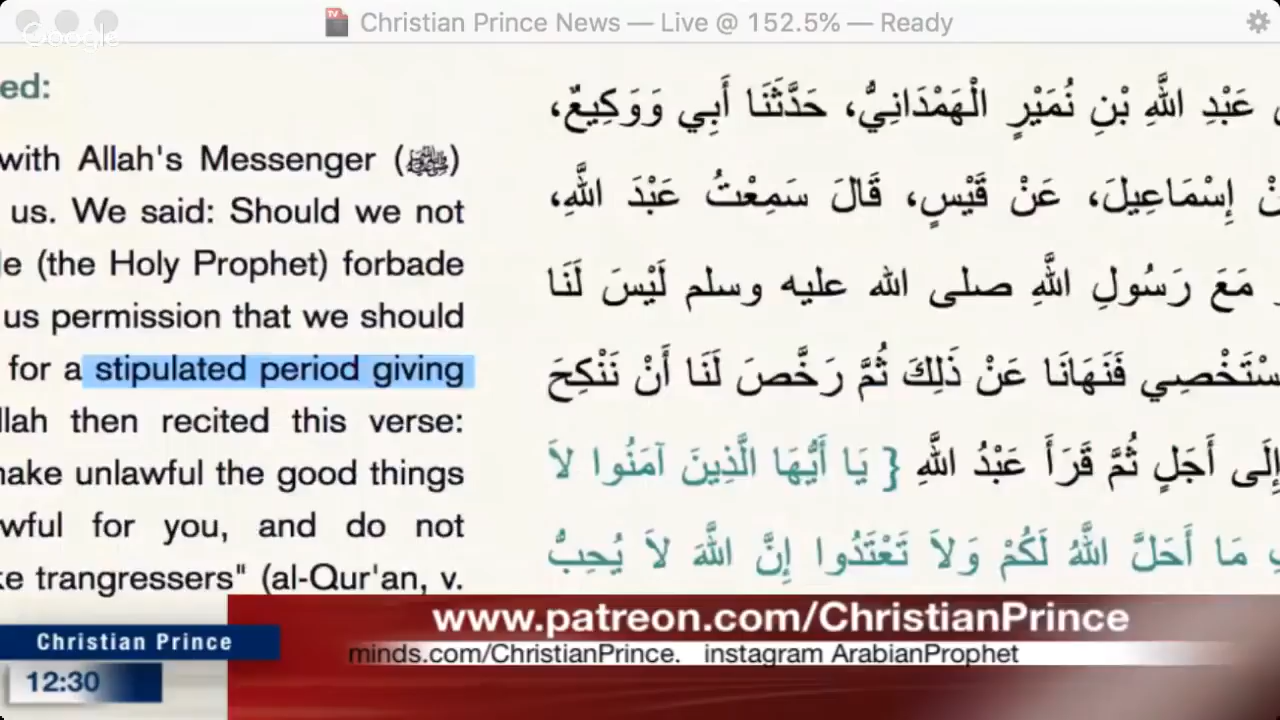 Christian Prince News — Live @ 152.5% — Ready
Google
ed:
with Allah's Messenger (ﷺ)
us. We said: Should we not
e (the Holy Prophet) forbade
us permission that we should
for a stipulated period giving
llah then recited this verse:
make unlawful the good things
wful for you, and do not
ke trangressers" (al-Qur'an, v.
عَبْدِ اللَّهِ بْنِ نُمَيْرٍ الْهَمْدَانِيُّ، حَدَّثَنَا أَبِي وَوَكِيعٌ،
نْ إِسْمَاعِيلَ، عَنْ قَيْسٍ، قَالَ سَمِعْتُ عَبْدَ اللَّهِ،
مَعَ رَسُولِ اللَّهِ صلى الله عليه وسلم لَيْسَ لَنَا
سْتَخْصِي فَنَهَانَا عَنْ ذَلِكَ ثُمَّ رَخَّصَ لَنَا أَنْ نَنْكِحَ
إِلَى أَجَلٍ ثُمَّ قَرَأَ عَبْدُ اللَّهِ { يَا أَيُّهَا الَّذِينَ آمَنُوا لاَ
مَا أَحَلَّ اللَّهُ لَكُمْ وَلاَ تَعْتَدُوا إِنَّ اللَّهَ لاَ يُحِبُّ
www.patreon.com/ChristianPrince
Christian Prince
minds.com/ChristianPrince. instagram ArabianProphet
12:30